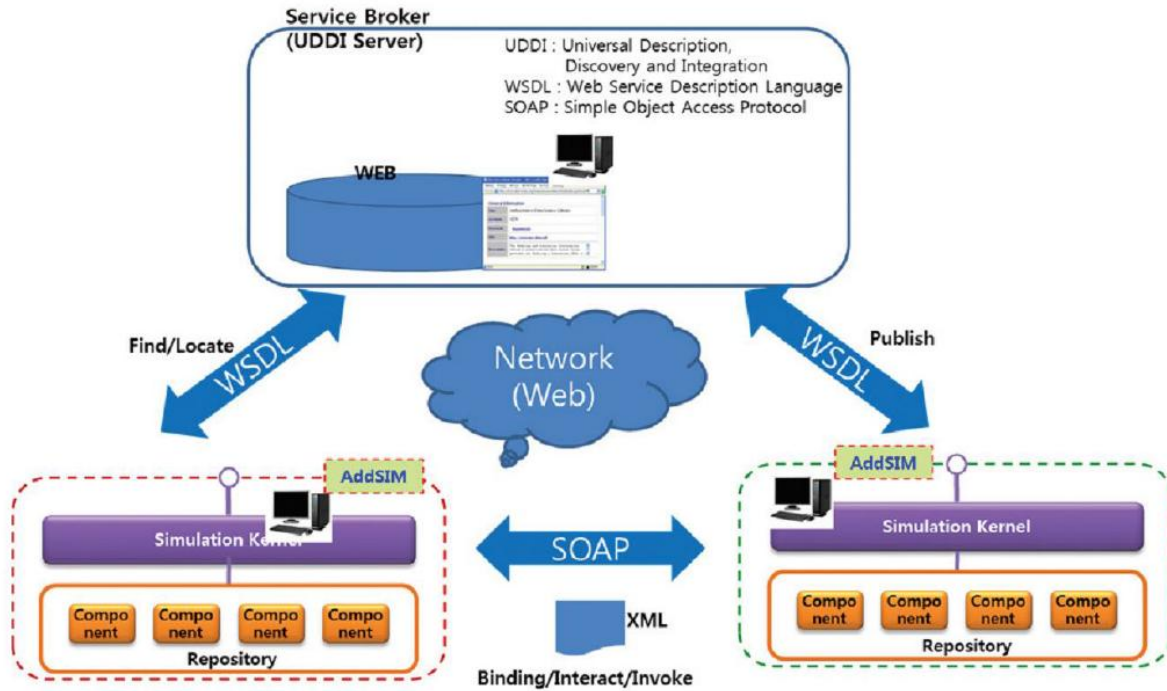 Service Broker
(UDDI Server)
UDDI : Universal Description,
Discovery and Integration
WSDL : Web Service Description Language
SOAP : Simple Object Access Protocol
WEB
Find/Locate
WSDL
Network
(Web)
WSDL
Publish
AddSIM
Simulation Kernel
Compo
nent
Compo
nent
Compo
nent
Compo
nent
Repository
SOAP
XML
Binding/Interact/Invoke
AddSIM
Simulation Kernel
Compo
nent
Compo
nent
Compo
nent
Compo
nent
Repository